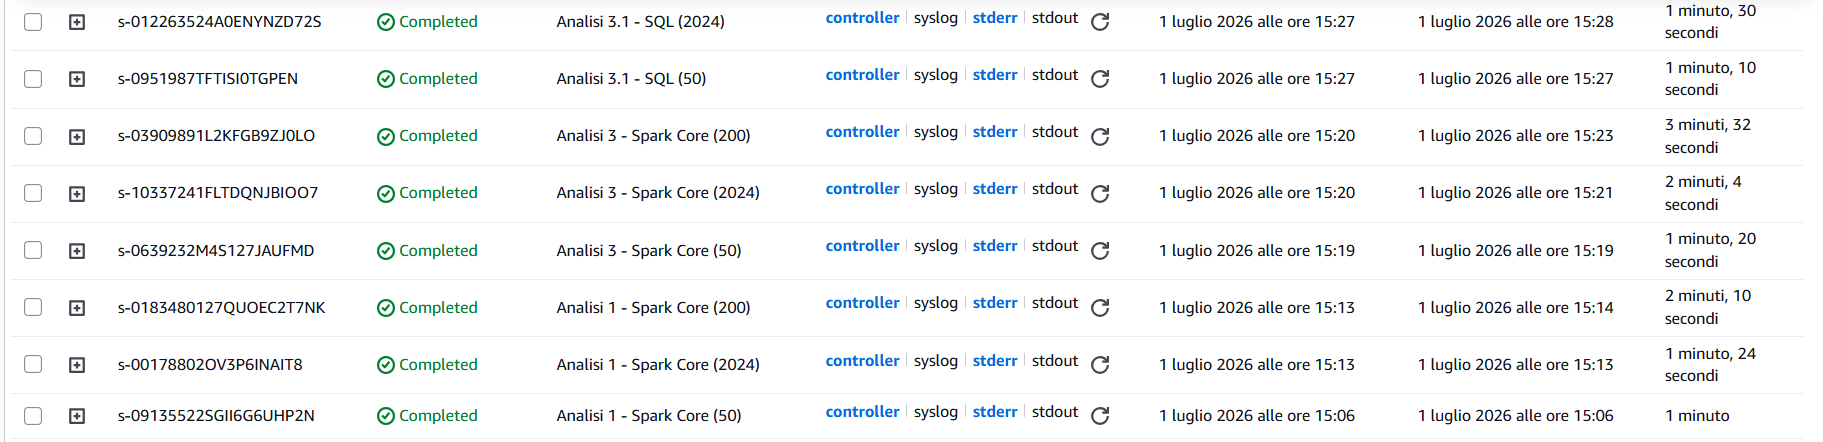 s-012263524A0ENYNZD72S Completed Analisi 3.1 - SQL (2024) controller syslog stderr stdout 1 luglio 2026 alle ore 15:27 1 luglio 2026 alle ore 15:28 1 minuto, 30
secondi
s-0951987TFTISI0TGPEN Completed Analisi 3.1 - SQL (50) controller syslog stderr stdout 1 luglio 2026 alle ore 15:27 1 luglio 2026 alle ore 15:27 1 minuto, 10
secondi
s-03909891L2KFGB9ZJ0LO Completed Analisi 3 - Spark Core (200) controller syslog stderr stdout 1 luglio 2026 alle ore 15:20 1 luglio 2026 alle ore 15:23 3 minuti, 32
secondi
s-10337241FLTDQNJBIOO7 Completed Analisi 3 - Spark Core (2024) controller syslog stderr stdout 1 luglio 2026 alle ore 15:20 1 luglio 2026 alle ore 15:21 2 minuti, 4
secondi
s-0639232M4S127JAUFMD Completed Analisi 3 - Spark Core (50) controller syslog stderr stdout 1 luglio 2026 alle ore 15:19 1 luglio 2026 alle ore 15:19 1 minuto, 20
secondi
s-0183480127QUOEC2T7NK Completed Analisi 1 - Spark Core (200) controller syslog stderr stdout 1 luglio 2026 alle ore 15:13 1 luglio 2026 alle ore 15:14 2 minuti, 10
secondi
s-00178802OV3P6INAIT8 Completed Analisi 1 - Spark Core (2024) controller syslog stderr stdout 1 luglio 2026 alle ore 15:13 1 luglio 2026 alle ore 15:13 1 minuto, 24
secondi
s-09135522SGII6G6UHP2N Completed Analisi 1 - Spark Core (50) controller syslog stderr stdout 1 luglio 2026 alle ore 15:06 1 luglio 2026 alle ore 15:06 1 minuto